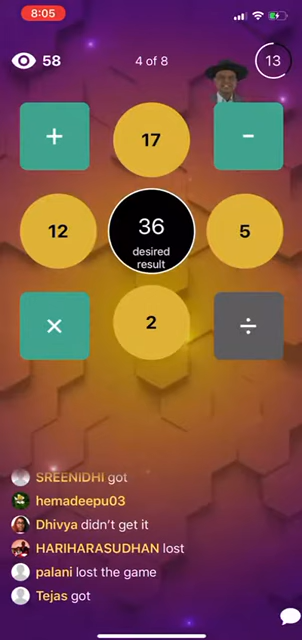 8:05
58
4 of 8
13
+
17
-
12
36
desired
result
5
×
2
÷
SREENIDHI got
hemadeepu03
Dhivya didn't get it
HARIHARASUDHAN lost
palani lost the game
Tejas got